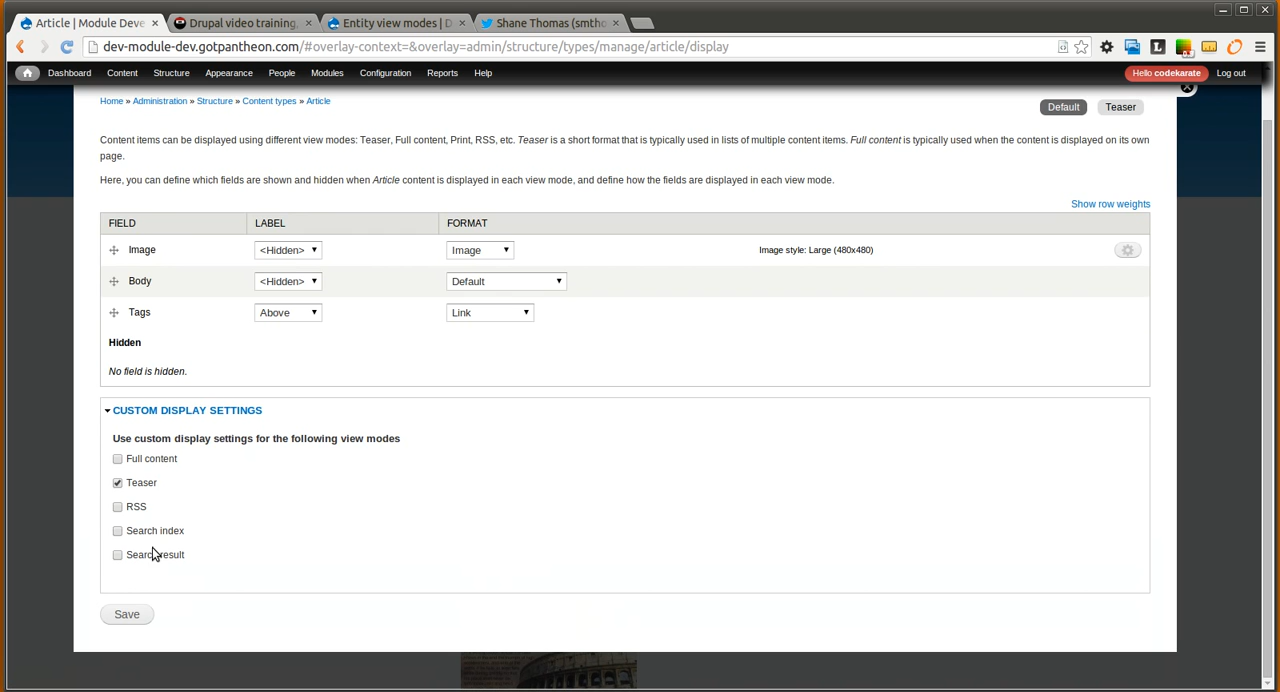 Article | Module Deve
Drupal video training,
Entity view modes | D
Shane Thomas (smtho
dev-module-dev.gotpantheon.com/#overlay-context=&overlay=admin/structure/types/manage/article/display
Dashboard Content Structure Appearance People Modules Configuration Reports Help Hello codekarate Log out
Home » Administration » Structure » Content types » Article
Default Teaser
Content items can be displayed using different view modes: Teaser, Full content, Print, RSS, etc. Teaser is a short format that is typically used in lists of multiple content items. Full content is typically used when the content is displayed on its own
page.
Here, you can define which fields are shown and hidden when Article content is displayed in each view mode, and define how the fields are displayed in each view mode.
Show row weights
FIELD LABEL FORMAT
Image <Hidden> Image Image style: Large (480x480)
Body <Hidden> Default
Tags Above Link
Hidden
No field is hidden.
CUSTOM DISPLAY SETTINGS
Use custom display settings for the following view modes
Full content
Teaser
RSS
Search index
Search result
Save